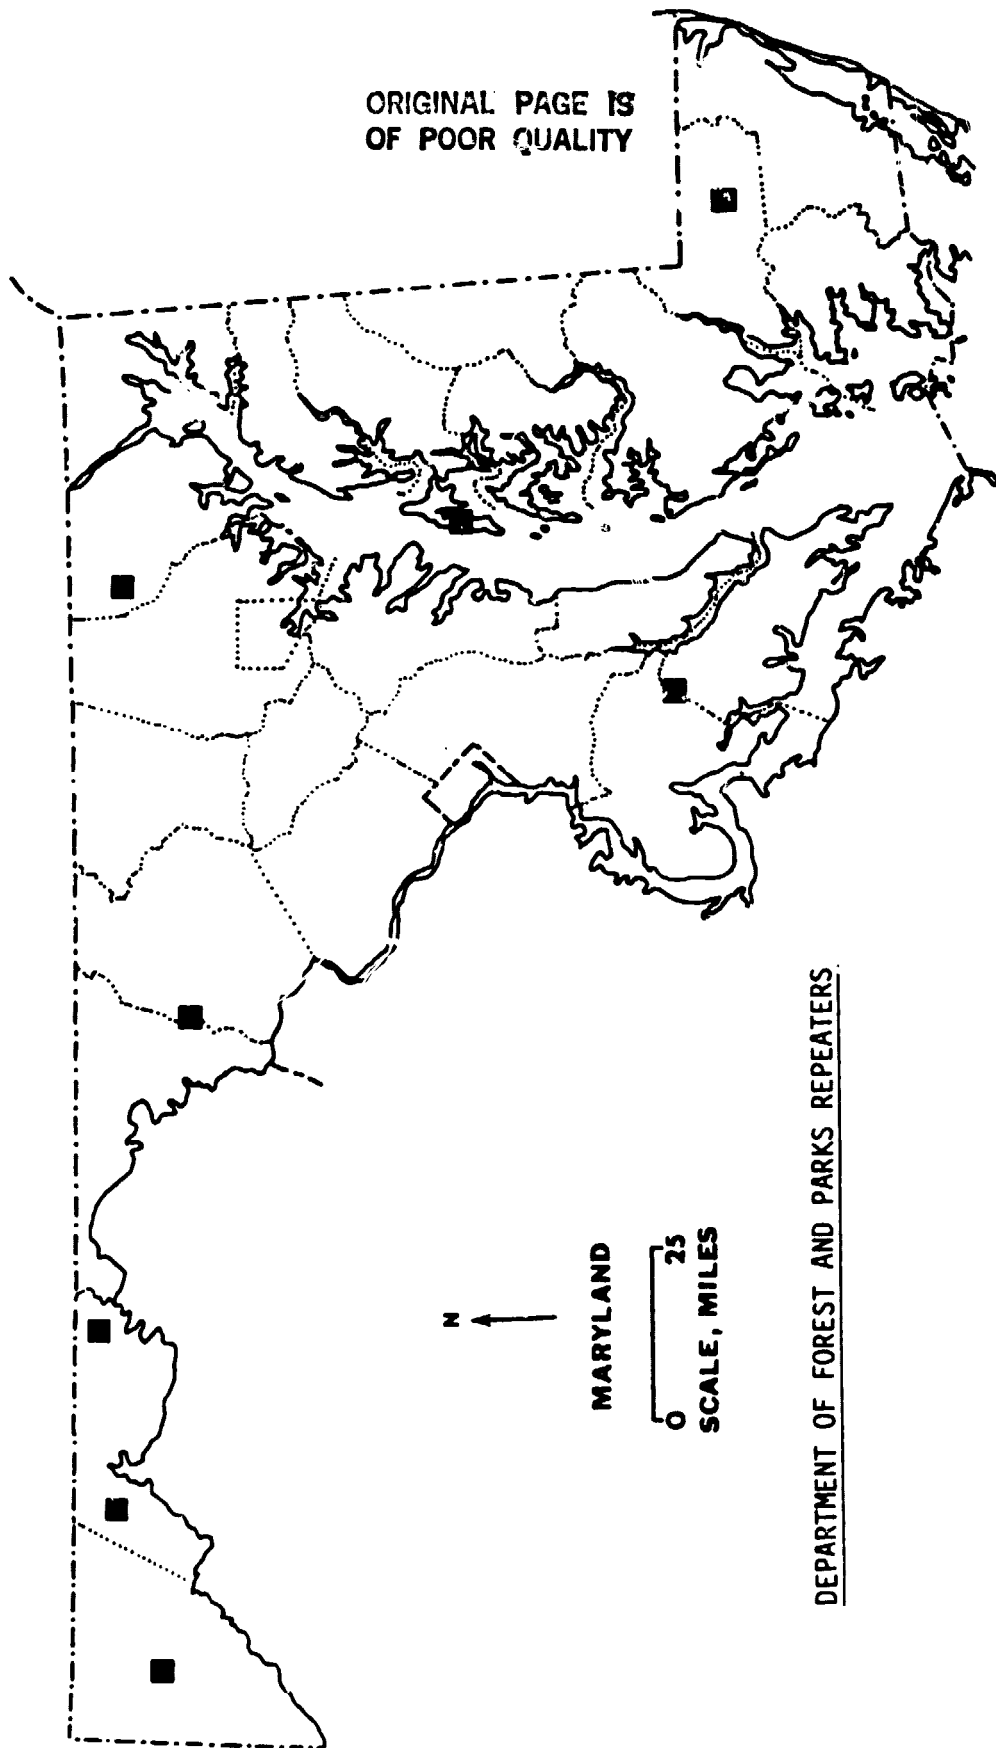 ORIGINAL PAGE IS
OF POOR QUALITY
N
MARYLAND
0 25
SCALE, MILES
DEPARTMENT OF FOREST AND PARKS REPEATERS